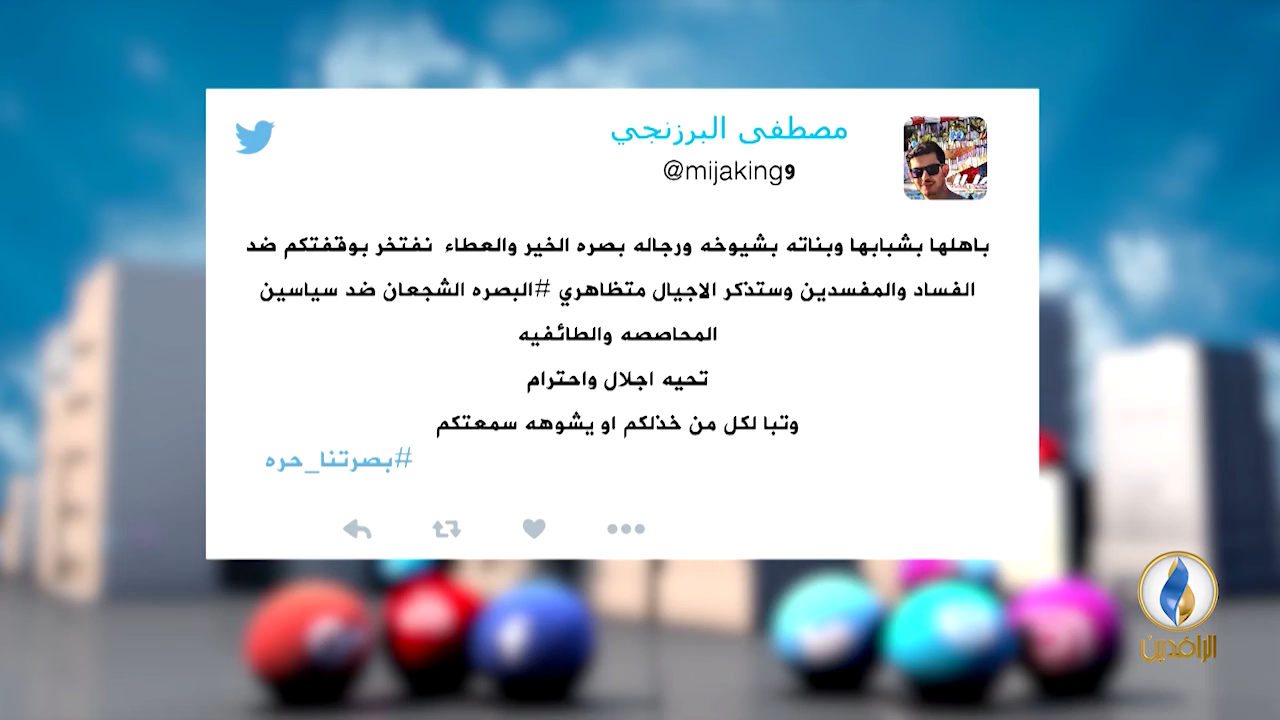 مصطفى البرزنجي
@mijaking9
باهلها بشبابها وبناته بشيوخه ورجاله بصره الخير والعطاء نفتخر بوقفتكم ضد
الفساد والمفسدين وستذكر الاجيال متظاهري #البصره الشجعان ضد سياسين
المحاصصه والطائفيه
تحيه اجلال واحترام
وتبا لكل من خذلكم او يشوهه سمعتكم
#بصرتنا_حره
الرافدين